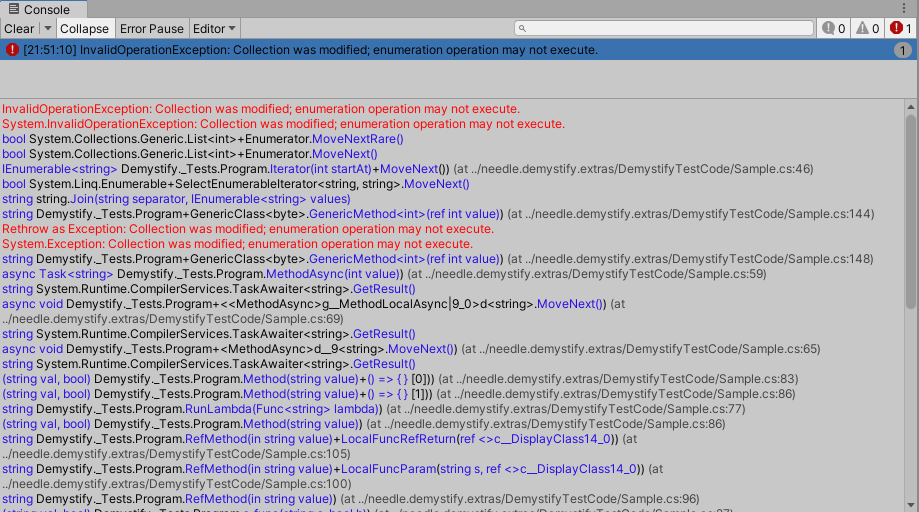 Console
Clear Collapse Error Pause Editor 0 0 1
[21:51:10] InvalidOperationException: Collection was modified; enumeration operation may not execute. 1
InvalidOperationException: Collection was modified; enumeration operation may not execute.
System.InvalidOperationException: Collection was modified; enumeration operation may not execute.
bool System.Collections.Generic.List<int>+Enumerator.MoveNextRare()
bool System.Collections.Generic.List<int>+Enumerator.MoveNext()
IEnumerable<string> Demystify._Tests.Program.Iterator(int startAt)+MoveNext()) (at ../needle.demystify.extras/DemystifyTestCode/Sample.cs:46)
bool System.Linq.Enumerable+SelectEnumerableIterator<string, string>.MoveNext()
string string.Join(string separator, IEnumerable<string> values)
string Demystify._Tests.Program+GenericClass<byte>.GenericMethod<int>(ref int value)) (at ../needle.demystify.extras/DemystifyTestCode/Sample.cs:144)
Rethrow as Exception: Collection was modified; enumeration operation may not execute.
System.Exception: Collection was modified; enumeration operation may not execute.
string Demystify._Tests.Program+GenericClass<byte>.GenericMethod<int>(ref int value)) (at ../needle.demystify.extras/DemystifyTestCode/Sample.cs:148)
async Task<string> Demystify._Tests.Program.MethodAsync(int value)) (at ../needle.demystify.extras/DemystifyTestCode/Sample.cs:59)
string System.Runtime.CompilerServices.TaskAwaiter<string>.GetResult()
async void Demystify._Tests.Program+<<MethodAsync>g__MethodLocalAsync|9_0>d<string>.MoveNext()) (at
../needle.demystify.extras/DemystifyTestCode/Sample.cs:69)
string System.Runtime.CompilerServices.TaskAwaiter<string>.GetResult()
async void Demystify._Tests.Program+<MethodAsync>d__9<string>.MoveNext()) (at ../needle.demystify.extras/DemystifyTestCode/Sample.cs:65)
string System.Runtime.CompilerServices.TaskAwaiter<string>.GetResult()
(string val, bool) Demystify._Tests.Program.Method(string value)+() => { } [0])) (at ../needle.demystify.extras/DemystifyTestCode/Sample.cs:83)
(string val, bool) Demystify._Tests.Program.Method(string value)+() => { } [1])) (at ../needle.demystify.extras/DemystifyTestCode/Sample.cs:86)
string Demystify._Tests.Program.RunLambda(Func<string> lambda)) (at ../needle.demystify.extras/DemystifyTestCode/Sample.cs:77)
(string val, bool) Demystify._Tests.Program.Method(string value)) (at ../needle.demystify.extras/DemystifyTestCode/Sample.cs:86)
string Demystify._Tests.Program.RefMethod(in string value)+LocalFuncRefReturn(ref <>c__DisplayClass14_0)) (at
../needle.demystify.extras/DemystifyTestCode/Sample.cs:105)
string Demystify._Tests.Program.RefMethod(in string value)+LocalFuncParam(string s, ref <>c__DisplayClass14_0)) (at
../needle.demystify.extras/DemystifyTestCode/Sample.cs:100)
string Demystify._Tests.Program.RefMethod(in string value)) (at ../needle.demystify.extras/DemystifyTestCode/Sample.cs:96)